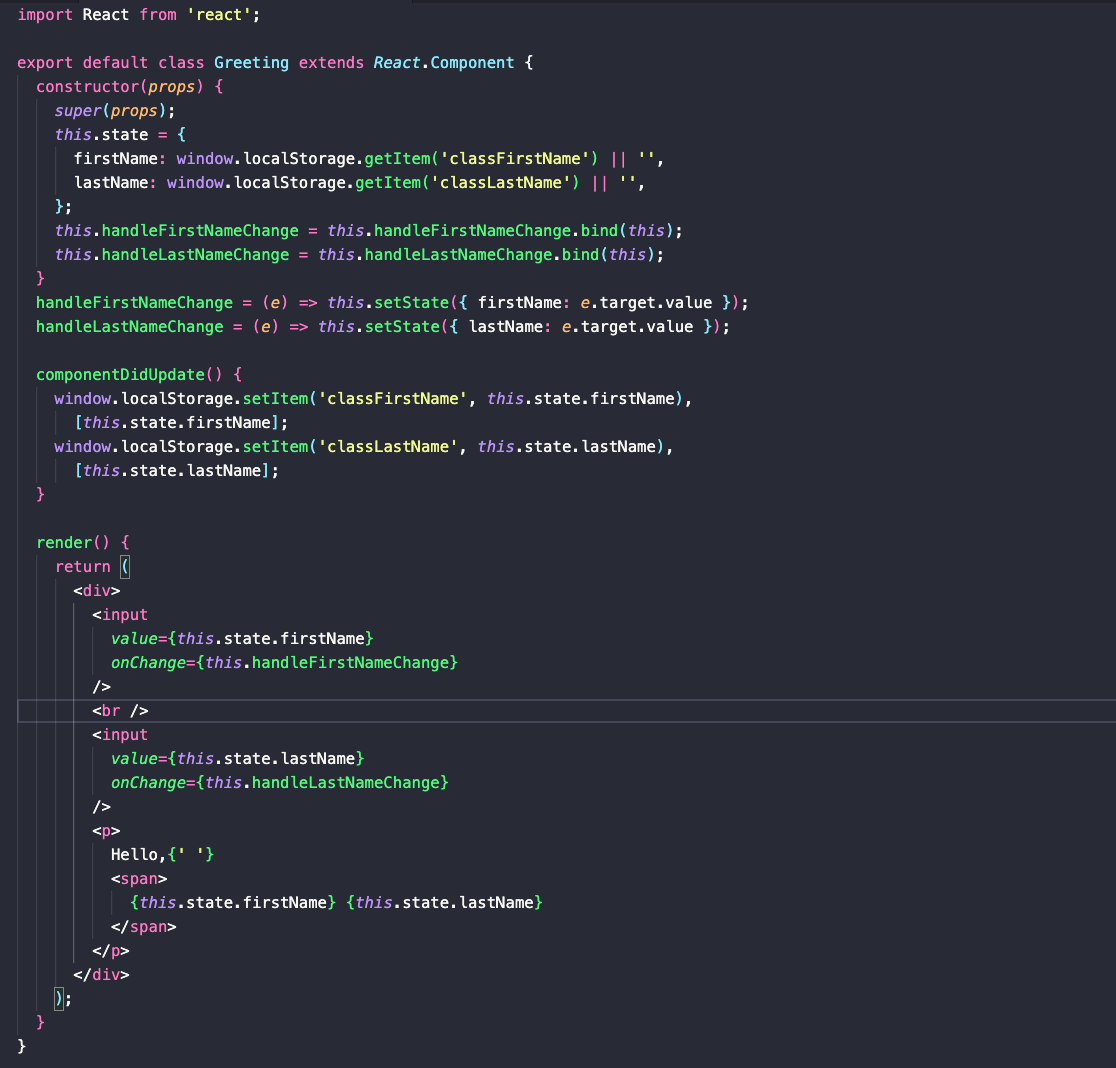 import React from 'react';
export default class Greeting extends React.Component {
constructor(props) {
super(props);
this.state = {
firstName: window.localStorage.getItem('classFirstName') || '',
lastName: window.localStorage.getItem('classLastName') || '',
};
this.handleFirstNameChange = this.handleFirstNameChange.bind(this);
this.handleLastNameChange = this.handleLastNameChange.bind(this);
}
handleFirstNameChange = (e) => this.setState({ firstName: e.target.value });
handleLastNameChange = (e) => this.setState({ lastName: e.target.value });
componentDidUpdate() {
window.localStorage.setItem('classFirstName', this.state.firstName),
[this.state.firstName];
window.localStorage.setItem('classLastName', this.state.lastName),
[this.state.lastName];
}
render() {
return (
<div>
<input
value={this.state.firstName}
onChange={this.handleFirstNameChange}
/>
<br />
<input
value={this.state.lastName}
onChange={this.handleLastNameChange}
/>
<p>
Hello,{' '}
<span>
{this.state.firstName} {this.state.lastName}
</span>
</p>
</div>
);
}
}